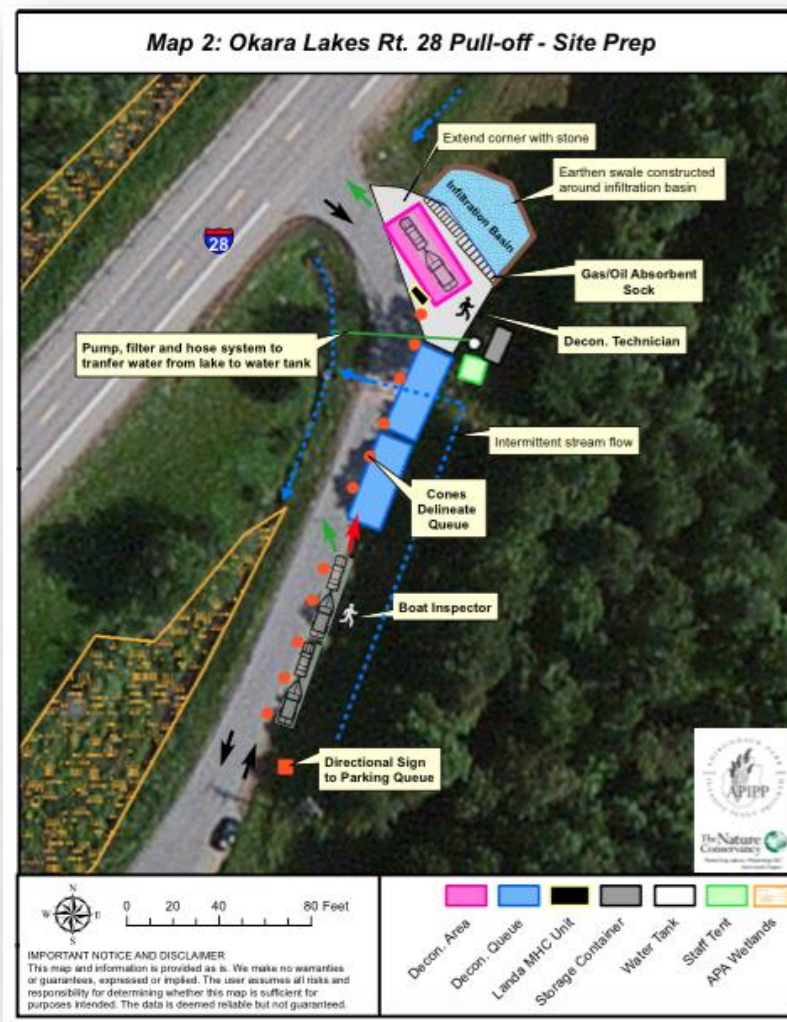 Map 2: Okara Lakes Rt. 28 Pull-off - Site Prep
Extend corner with stone
Earthen swale constructed
around infiltration basin
Infiltration Basin
28
Gas/Oil Absorbent
Sock
Pump, filter and hose system to
tranfer water from lake to water tank
Decon. Technician
Intermittent stream flow
Cones
Delineate
Queue
Boat Inspector
Directional Sign
to Parking Queue
APIPP
The Nature
Conservancy
N
W
E
S
0 20 40 80 Feet
IMPORTANT NOTICE AND DISCLAIMER
This map and information is provided as is. We make no warranties
or guarantees, expressed or implied. The user assumes all risks and
responsibility for determining whether this map is sufficient for
purposes intended. The data is deemed reliable but not guaranteed.
Decon. Area
Decon. Queue
Landa MHC Unit
Storage Container
Water Tank
Staff Tent
APA Wetlands